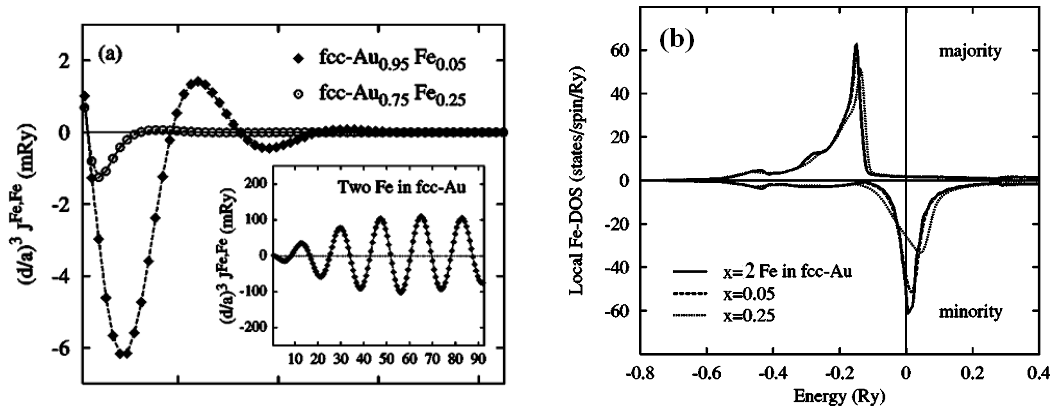 (a)
fcc-Au0.95 Fe0.05
fcc-Au0.75 Fe0.25
(d/a)³ J^Fe,Fe (mRy)
2
0
-2
-4
-6
Two Fe in fcc-Au
(d/a)³ J^Fe,Fe (mRy)
200
100
0
-100
-200
10 20 30 40 50 60 70 80 90
(b)
majority
Local Fe-DOS (states/spin/Ry)
60
40
20
0
-20
-40
-60
x=2 Fe in fcc-Au
x=0.05
x=0.25
minority
-0.8 -0.6 -0.4 -0.2 0 0.2 0.4
Energy (Ry)